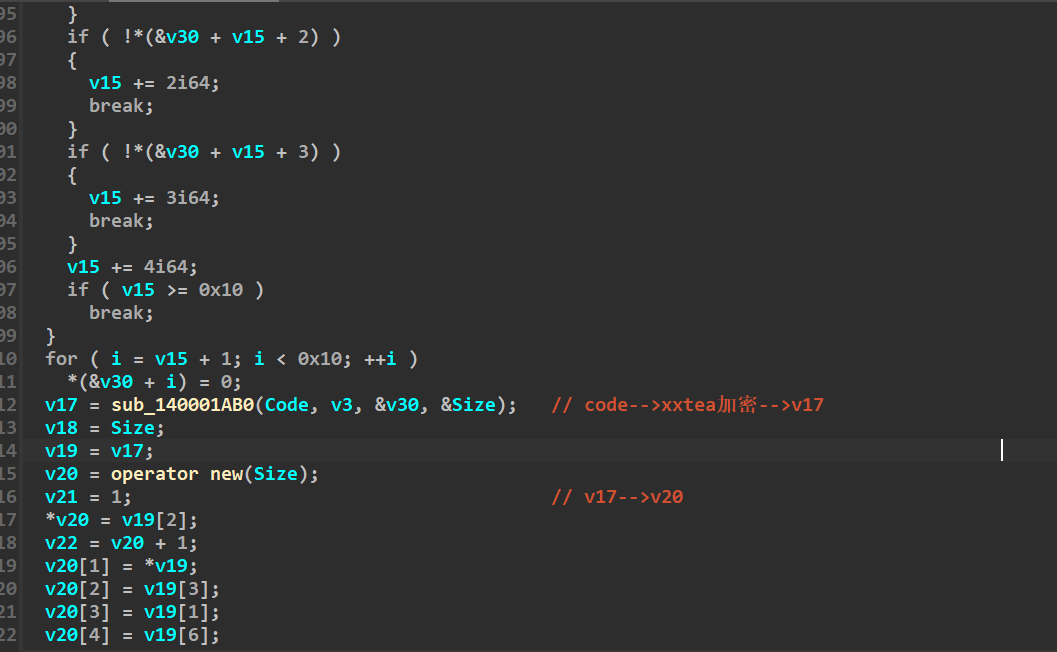 95 }
96 if ( !*(&v30 + v15 + 2) )
97 {
98 v15 += 2i64;
99 break;
00 }
01 if ( !*(&v30 + v15 + 3) )
02 {
03 v15 += 3i64;
04 break;
05 }
06 v15 += 4i64;
07 if ( v15 >= 0x10 )
08 break;
09 }
10 for ( i = v15 + 1; i < 0x10; ++i )
11 *(&v30 + i) = 0;
12 v17 = sub_140001AB0(Code, v3, &v30, &Size); // code-->xxtea加密-->v17
13 v18 = Size;
14 v19 = v17;
15 v20 = operator new(Size);
16 v21 = 1; // v17-->v20
17 *v20 = v19[2];
18 v22 = v20 + 1;
19 v20[1] = *v19;
20 v20[2] = v19[3];
21 v20[3] = v19[1];
22 v20[4] = v19[6];